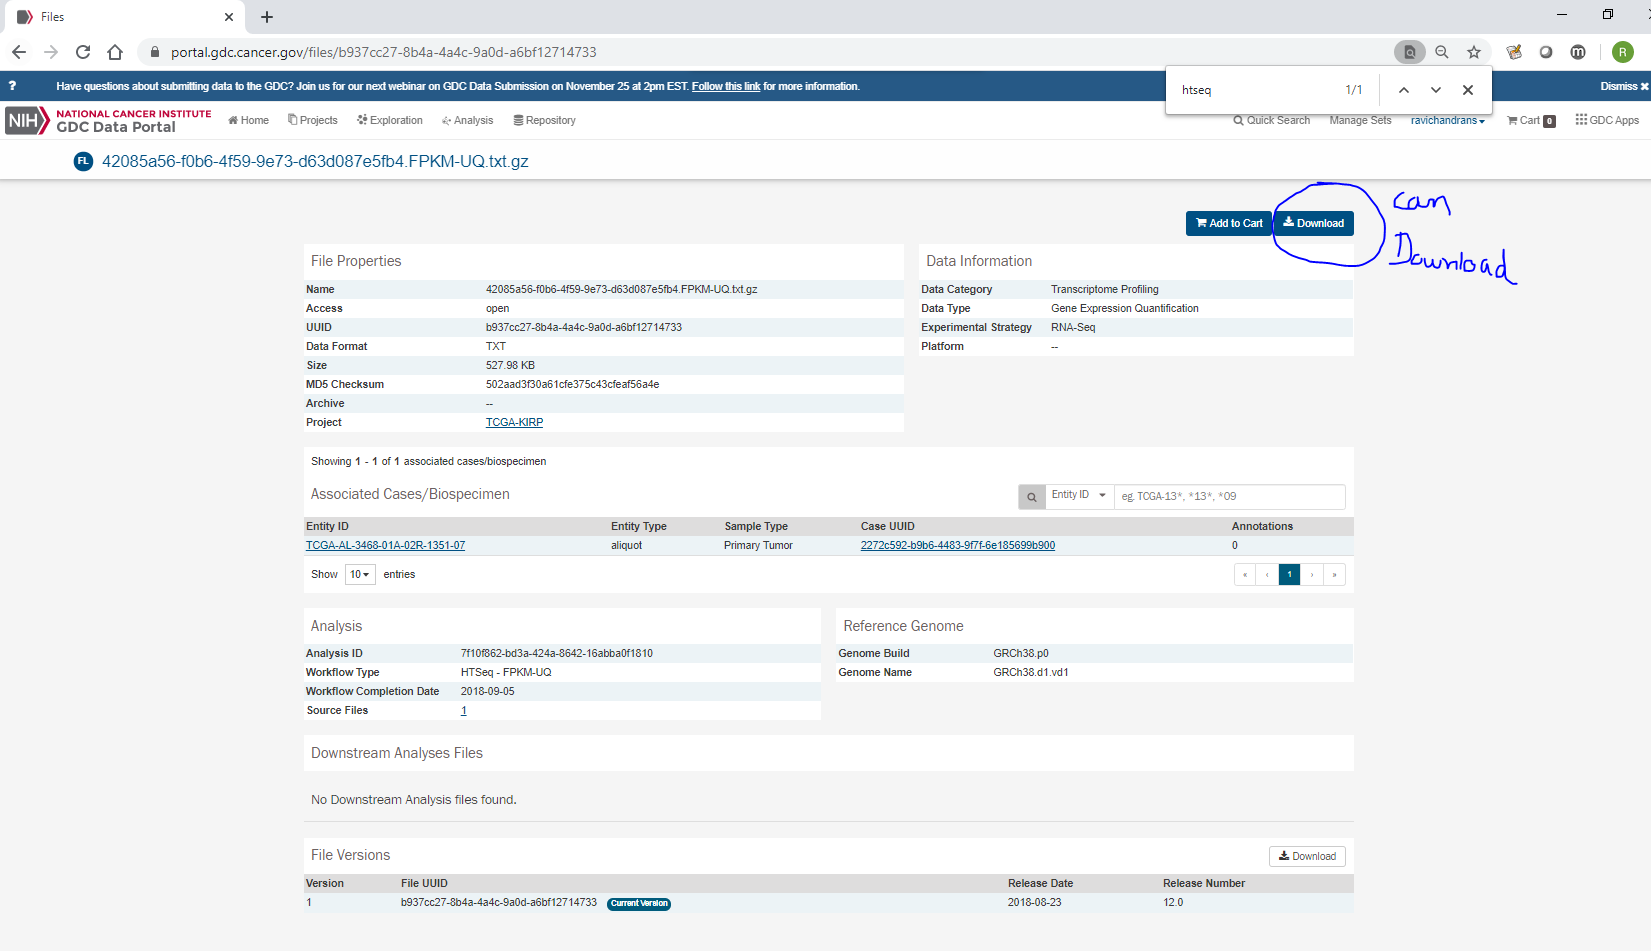 Files
portal.gdc.cancer.gov/files/b937cc27-8b4a-4a4c-9a0d-a6bf12714733
R
? Have questions about submitting data to the GDC? Join us for our next webinar on GDC Data Submission on November 25 at 2pm EST. Follow this link for more information.
htseq 1/1
Dismiss ✖
NIH NATIONAL CANCER INSTITUTE
GDC Data Portal
Home Projects Exploration Analysis Repository
Quick Search Manage Sets ravichandrans Cart 0 GDC Apps
FL 42085a56-f0b6-4f59-9e73-d63d087e5fb4.FPKM-UQ.txt.gz
Add to Cart Download
can
Download
File Properties
Name 42085a56-f0b6-4f59-9e73-d63d087e5fb4.FPKM-UQ.txt.gz
Access open
UUID b937cc27-8b4a-4a4c-9a0d-a6bf12714733
Data Format TXT
Size 527.98 KB
MD5 Checksum 502aad3f30a61cfe375c43cfeaf56a4e
Archive --
Project TCGA-KIRP
Data Information
Data Category Transcriptome Profiling
Data Type Gene Expression Quantification
Experimental Strategy RNA-Seq
Platform --
Showing 1 - 1 of 1 associated cases/biospecimen
Associated Cases/Biospecimen
Entity ID eg. TCGA-13*, *13*, *09
Entity ID Entity Type Sample Type Case UUID Annotations
TCGA-AL-3468-01A-02R-1351-07 aliquot Primary Tumor 2272c592-b9b6-4483-9f7f-6e185699b900 0
Show 10 entries
« ‹ 1 › »
Analysis
Analysis ID 7f10f862-bd3a-424a-8642-16abba0f1810
Workflow Type HTSeq - FPKM-UQ
Workflow Completion Date 2018-09-05
Source Files 1
Reference Genome
Genome Build GRCh38.p0
Genome Name GRCh38.d1.vd1
Downstream Analyses Files
No Downstream Analysis files found.
File Versions
Download
Version File UUID Release Date Release Number
1 b937cc27-8b4a-4a4c-9a0d-a6bf12714733 Current Version 2018-08-23 12.0